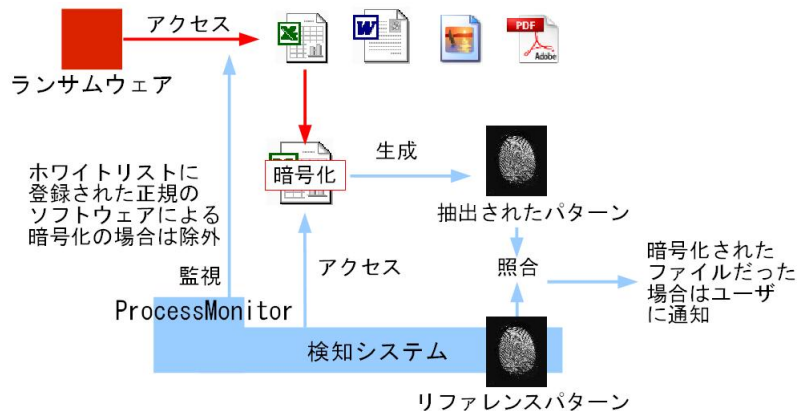 アクセス
ランサムウェア
PDF
Adobe
ホワイトリストに
登録された正規の
ソフトウェアによる
暗号化の場合は除外
暗号化
生成
抽出されたパターン
監視
アクセス
照合
暗号化された
ファイルだった
場合はユーザ
に通知
ProcessMonitor
検知システム
リファレンスパターン